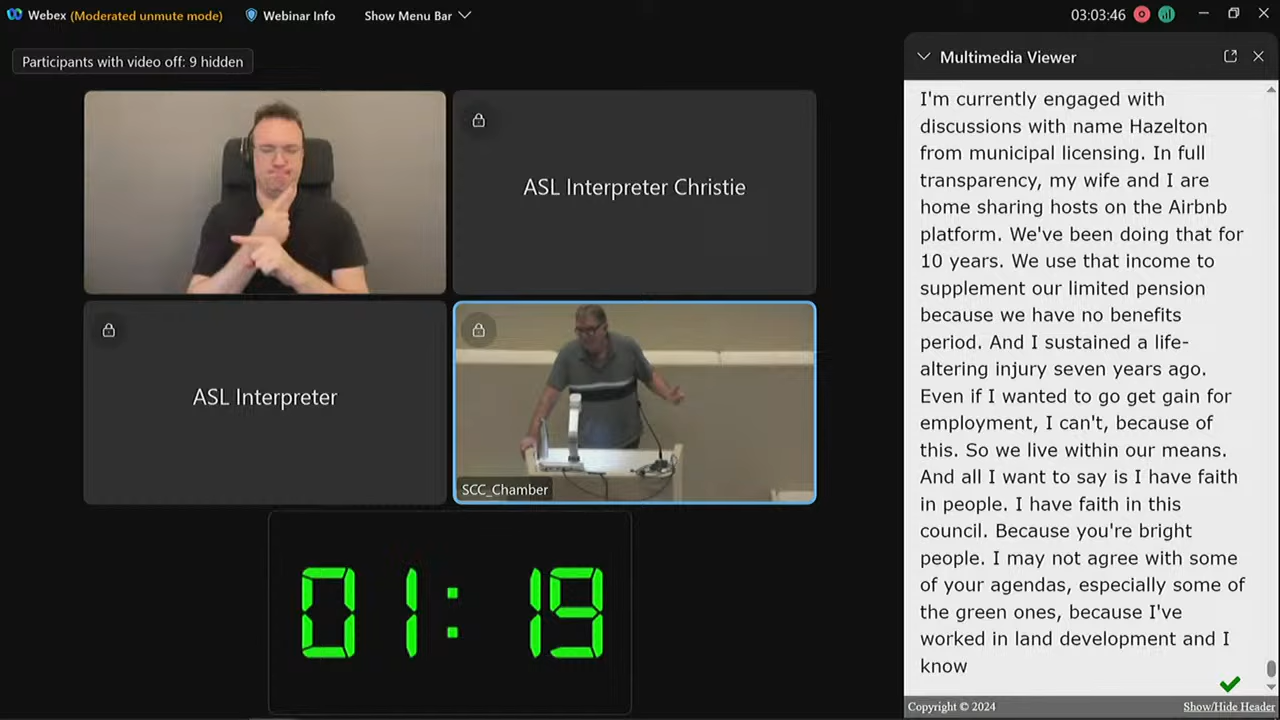 Webex (Moderated unmute mode) Webinar Info Show Menu Bar 03:03:46
Participants with video off: 9 hidden
ASL Interpreter Christie
ASL Interpreter
SCC_Chamber
01:19
Multimedia Viewer
I'm currently engaged with
discussions with name Hazelton
from municipal licensing. In full
transparency, my wife and I are
home sharing hosts on the Airbnb
platform. We've been doing that for
10 years. We use that income to
supplement our limited pension
because we have no benefits
period. And I sustained a life-
altering injury seven years ago.
Even if I wanted to go get gain for
employment, I can't, because of
this. So we live within our means.
And all I want to say is I have faith
in people. I have faith in this
council. Because you're bright
people. I may not agree with some
of your agendas, especially some of
the green ones, because I've
worked in land development and I
know
Copyright © 2024 Show/Hide Header